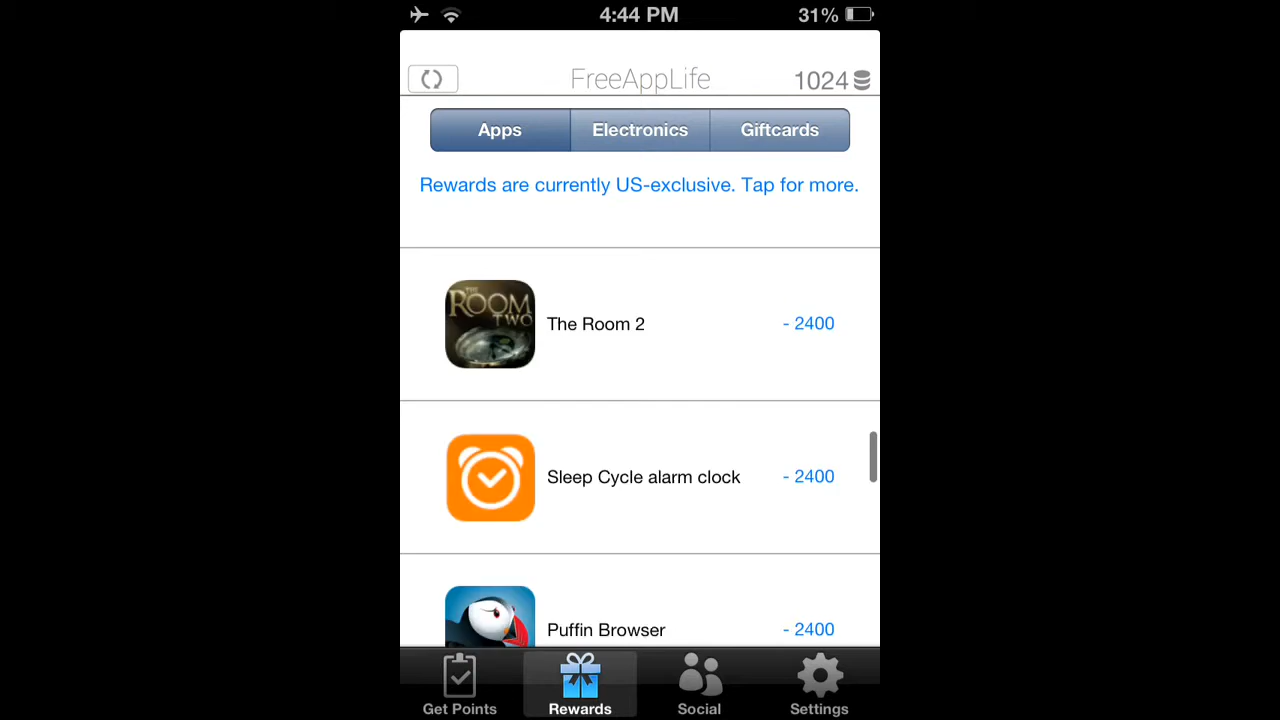 4:44 PM 31%
FreeAppLife 1024
Apps Electronics Giftcards
Rewards are currently US-exclusive. Tap for more.
THE
ROOM
TWO
The Room 2 - 2400
Sleep Cycle alarm clock - 2400
Puffin Browser - 2400
Get Points Rewards Social Settings